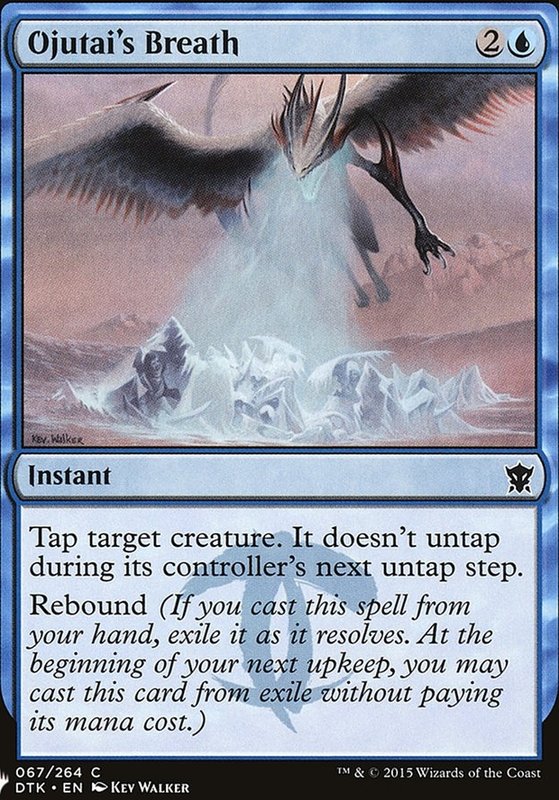 Ojutai's Breath 2
KEV. WALKER
Instant
Tap target creature. It doesn't untap
during its controller's next untap step.
Rebound (If you cast this spell from
your hand, exile it as it resolves. At the
beginning of your next upkeep, you may
cast this card from exile without paying
its mana cost.)
067/264 C
DTK • EN Kev Walker
™ & © 2015 Wizards of the Coast